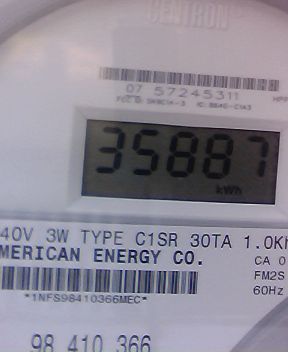 CENTRON
07 57245311
35887
kWh
40V 3W TYPE C1SR 30TA 1.0Kh
MERICAN ENERGY CO.
CA 0
FM2S
60Hz
*1NFS98410366MEC*
98 410 366